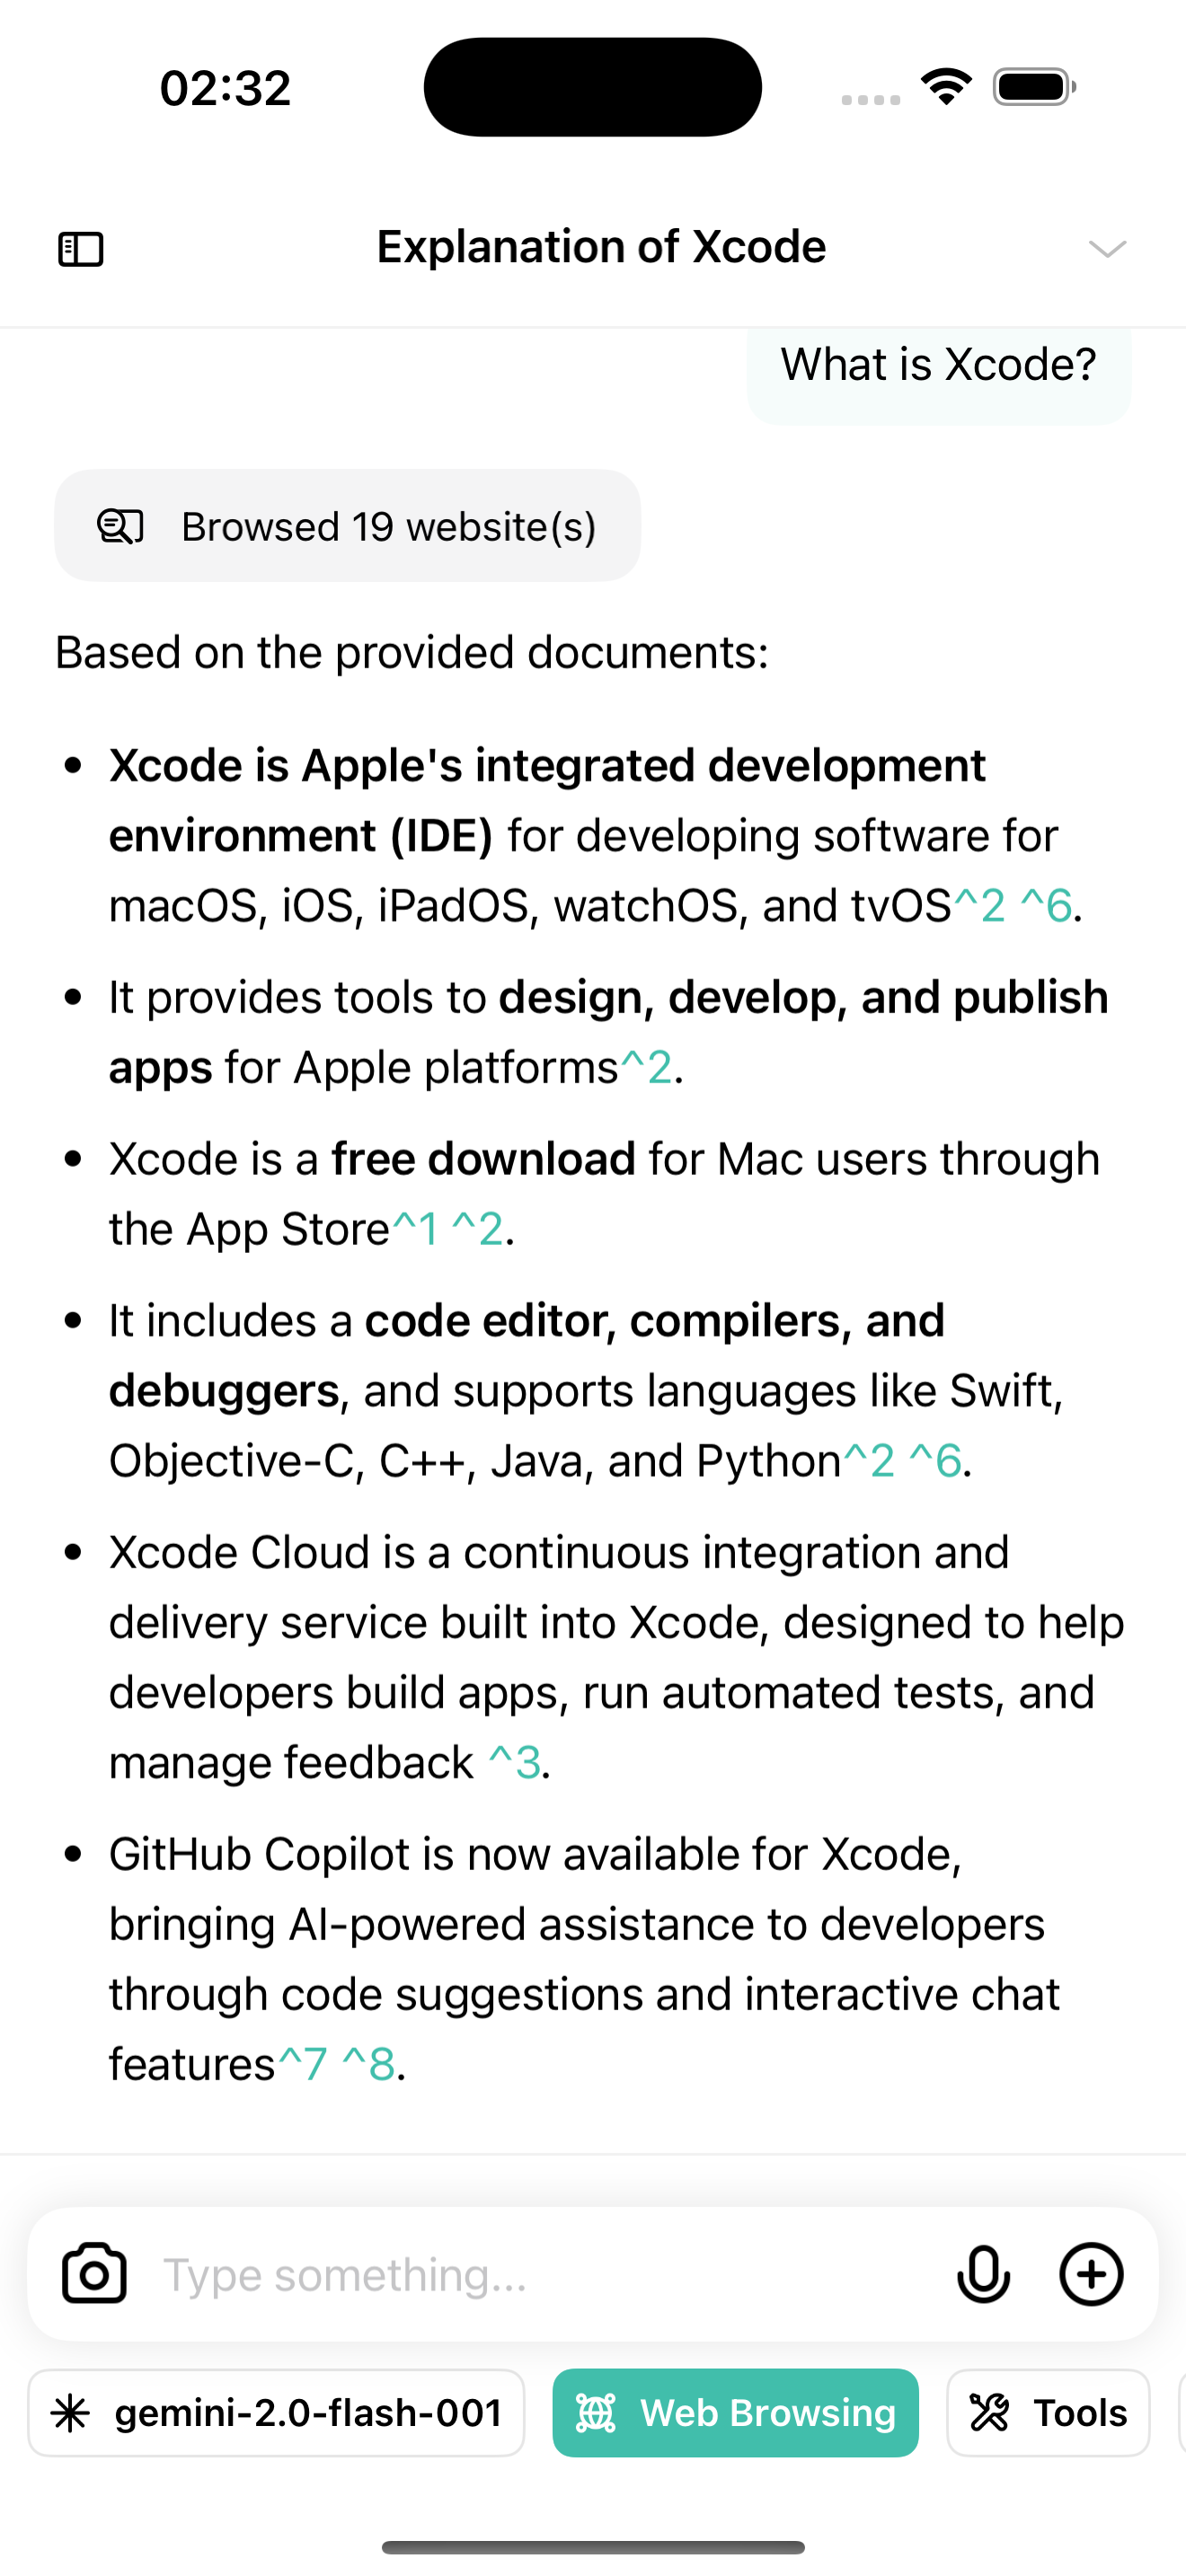 02:32
Explanation of Xcode
What is Xcode?
Browsed 19 website(s)
Based on the provided documents:
• Xcode is Apple's integrated development
environment (IDE) for developing software for
macOS, iOS, iPadOS, watchOS, and tvOS^2 ^6.
• It provides tools to design, develop, and publish
apps for Apple platforms^2.
• Xcode is a free download for Mac users through
the App Store^1 ^2.
• It includes a code editor, compilers, and
debuggers, and supports languages like Swift,
Objective-C, C++, Java, and Python^2 ^6.
• Xcode Cloud is a continuous integration and
delivery service built into Xcode, designed to help
developers build apps, run automated tests, and
manage feedback ^3.
• GitHub Copilot is now available for Xcode,
bringing AI-powered assistance to developers
through code suggestions and interactive chat
features^7 ^8.
Type something...
gemini-2.0-flash-001 Web Browsing Tools